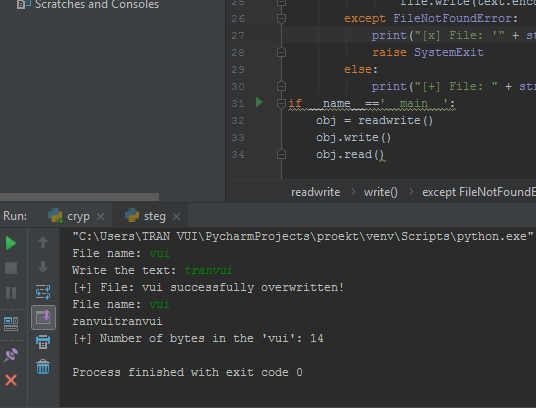 Scratches and Consoles
25 file.write(text.enc
26 except FileNotFoundError:
27 print("[x] File: '" + st
28 raise SystemExit
29 else:
30 print("[+] File: " + str
31 if __name__=='__main__':
32 obj = readwrite()
33 obj.write()
34 obj.read()
readwrite > write() > except FileNotFoundE
Run: cryp × steg ×
"C:\Users\TRAN VUI\PycharmProjects\proekt\venv\Scripts\python.exe"
File name: vui
Write the text: tranvui
[+] File: vui successfully overwritten!
File name: vui
ranvuitranvui
[+] Number of bytes in the 'vui': 14
Process finished with exit code 0